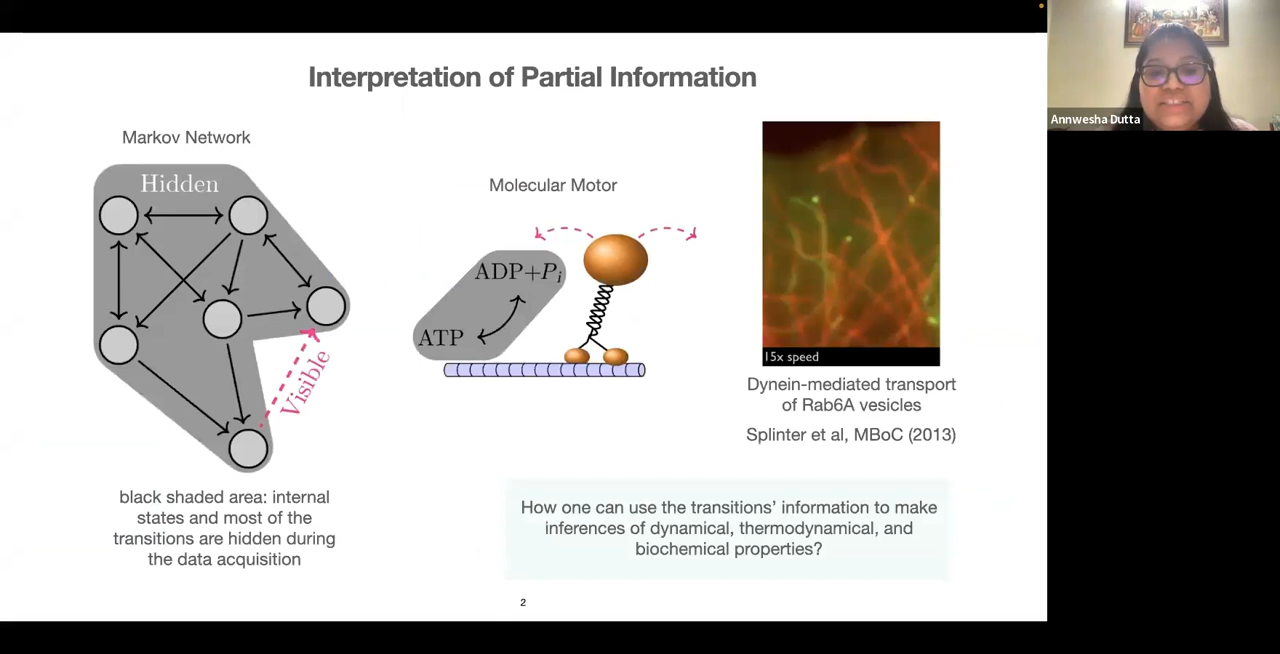 Interpretation of Partial Information
Annwesha Dutta
Markov Network
Hidden
Visible
black shaded area: internal
states and most of the
transitions are hidden during
the data acquisition
Molecular Motor
ADP+Pᵢ
ATP
15x speed
Dynein-mediated transport
of Rab6A vesicles
Splinter et al, MBoC (2013)
How one can use the transitions’ information to make
inferences of dynamical, thermodynamical, and
biochemical properties?
2